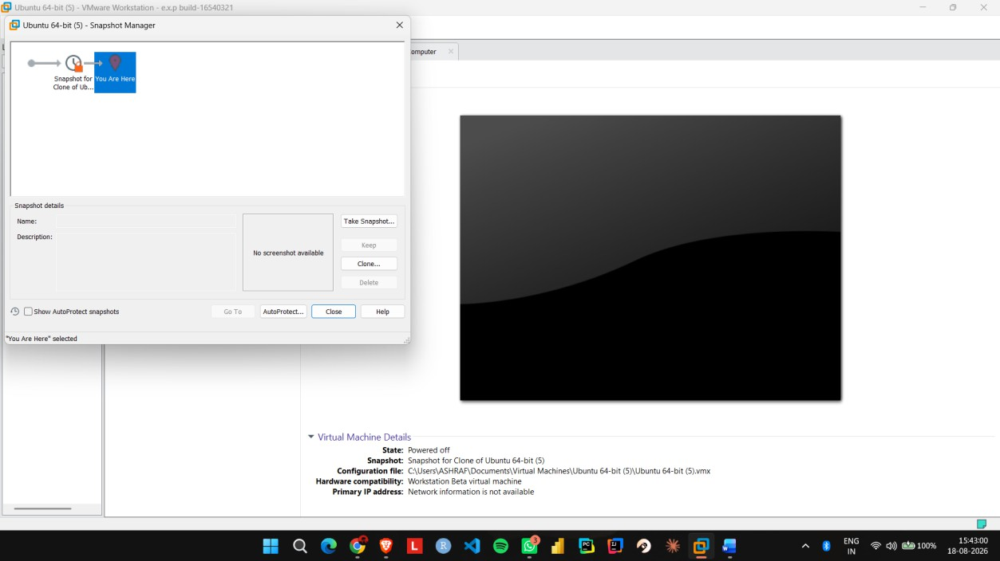 Ubuntu 64-bit (5) - VMware Workstation - e.x.p build-16540321
Ubuntu 64-bit (5) - Snapshot Manager
omputer
Snapshot for
Clone of Ub...
You Are Here
Snapshot details
Name:
Description:
No screenshot available
Take Snapshot...
Keep
Clone...
Delete
Show AutoProtect snapshots
Go To
AutoProtect...
Close
Help
"You Are Here" selected
Virtual Machine Details
State: Powered off
Snapshot: Snapshot for Clone of Ubuntu 64-bit (5)
Configuration file: C:\Users\ASHRAF\Documents\Virtual Machines\Ubuntu 64-bit (5)\Ubuntu 64-bit (5).vmx
Hardware compatibility: Workstation Beta virtual machine
Primary IP address: Network information is not available
L
R
3
PC
IJ
W
ENG
IN
100%
15:43:00
18-08-2026